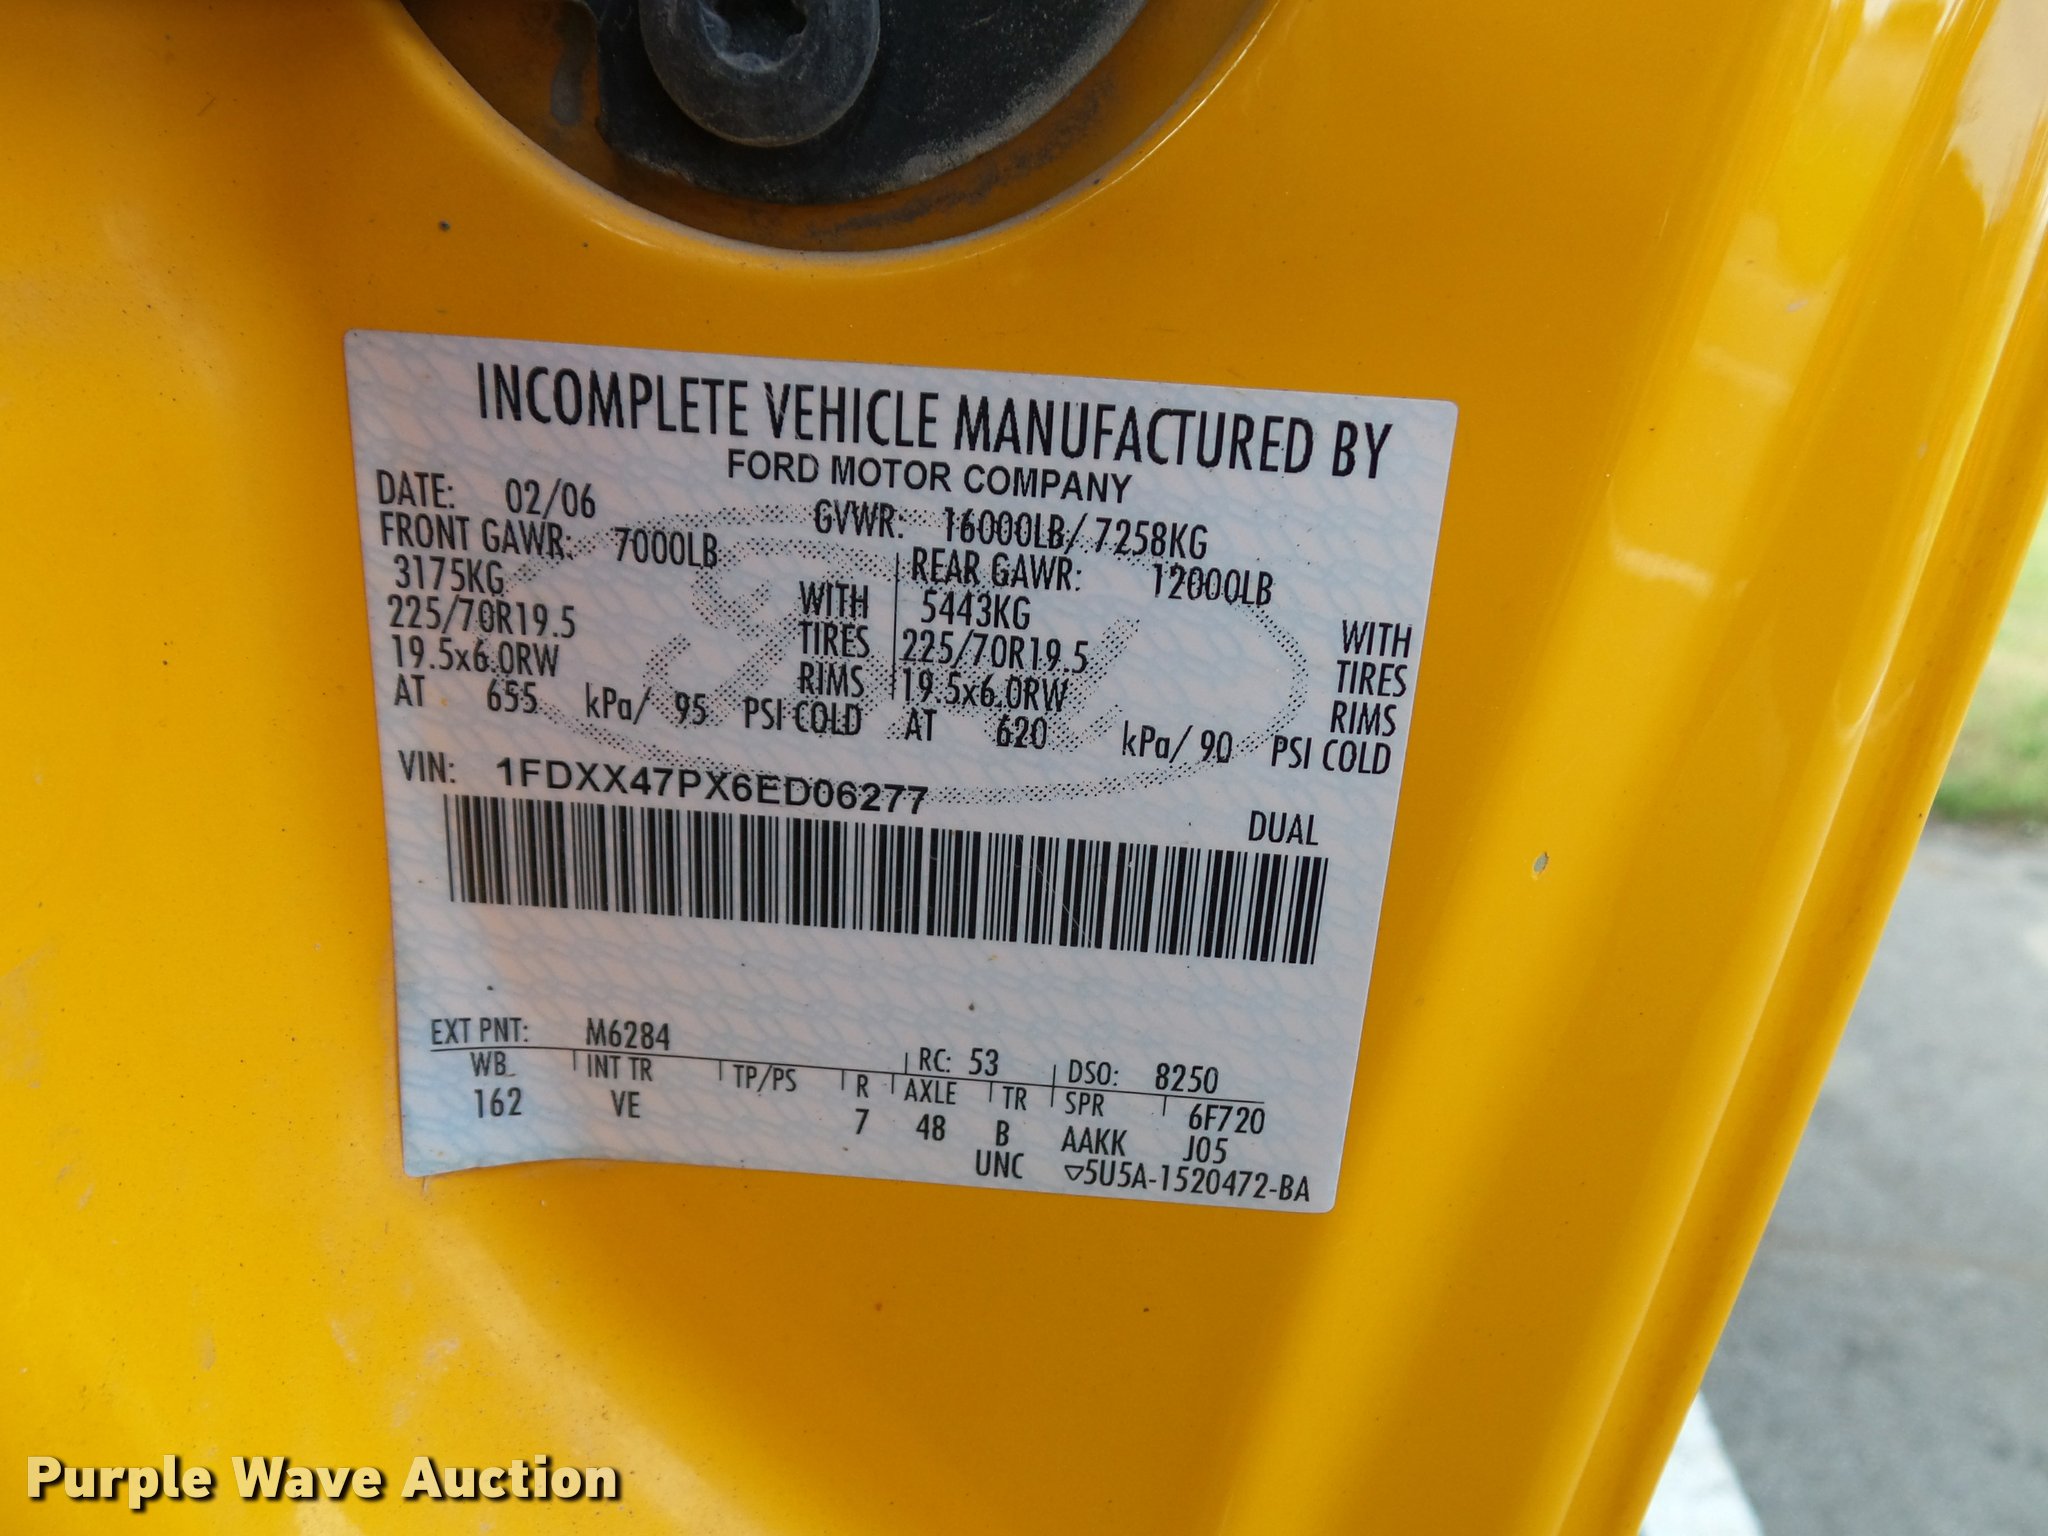 INCOMPLETE VEHICLE MANUFACTURED BY
FORD MOTOR COMPANY
DATE: 02/06 GVWR: 16000LB/ 7258KG
FRONT GAWR: 7000LB REAR GAWR: 12000LB
3175KG WITH 5443KG WITH
225/70R19.5 TIRES 225/70R19.5 TIRES
19.5x6.0RW RIMS 19.5x6.0RW RIMS
AT 655 kPa/ 95 PSI COLD AT 620 kPa/ 90 PSI COLD
VIN: 1FDXX47PX6ED06277
DUAL
EXT PNT: M6284 RC: 53 DSO: 8250
WB INT TR TP/PS R AXLE TR SPR 6F720
162 VE 7 48 B AAKK J05
UNC ▽5U5A-1520472-BA
Purple Wave Auction